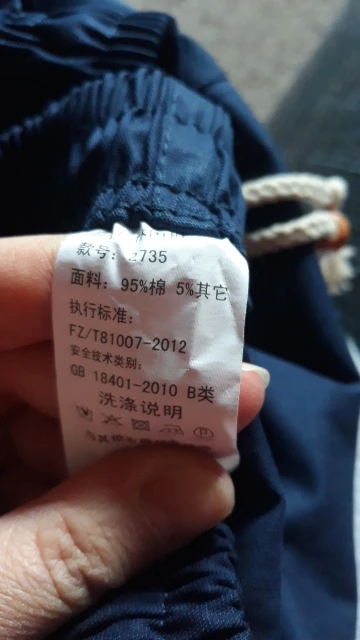 款号: 2735
面料: 95%棉 5%其它
执行标准:
FZ/T81007-2012
安全技术类别:
GB 18401-2010 B类
洗涤说明